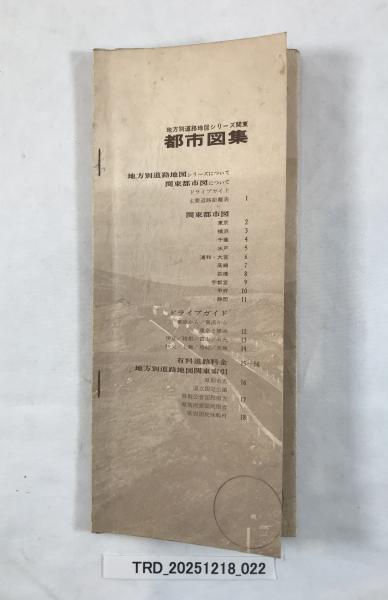 地方別道路地図シリーズ関東
都市図集
地方別道路地図シリーズについて
関東都市図について
ドライブガイド
主要道路距離表 1
関東都市図
東京 2
横浜 3
千葉 4
水戸 5
浦和・大宮 6
高崎 7
前橋 8
宇都宮 9
甲府 10
静岡 11
ドライブガイド
12
13
14
有料道路料金 15―16
地方別道路地図関東索引
17
18
TRD_20251218_022